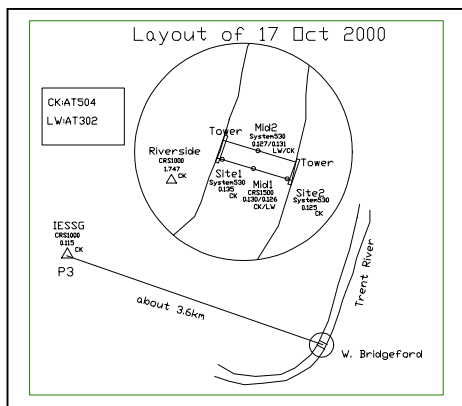 Layout of 17 Oct 2000
CK:AT504
LW:AT302
Mid2
System530
0.127/0.131
LW/CK
Tower
Tower
Riverside
CRS1000
1.747
CK
Site1
System530
0.135
CK
Mid1
CRS1500
0.130/0.126
CK/LW
Site2
System530
0.125
CK
IESSG
CRS1000
0.115
CK
P3
about 3.6km
Trent River
W. Bridgeford